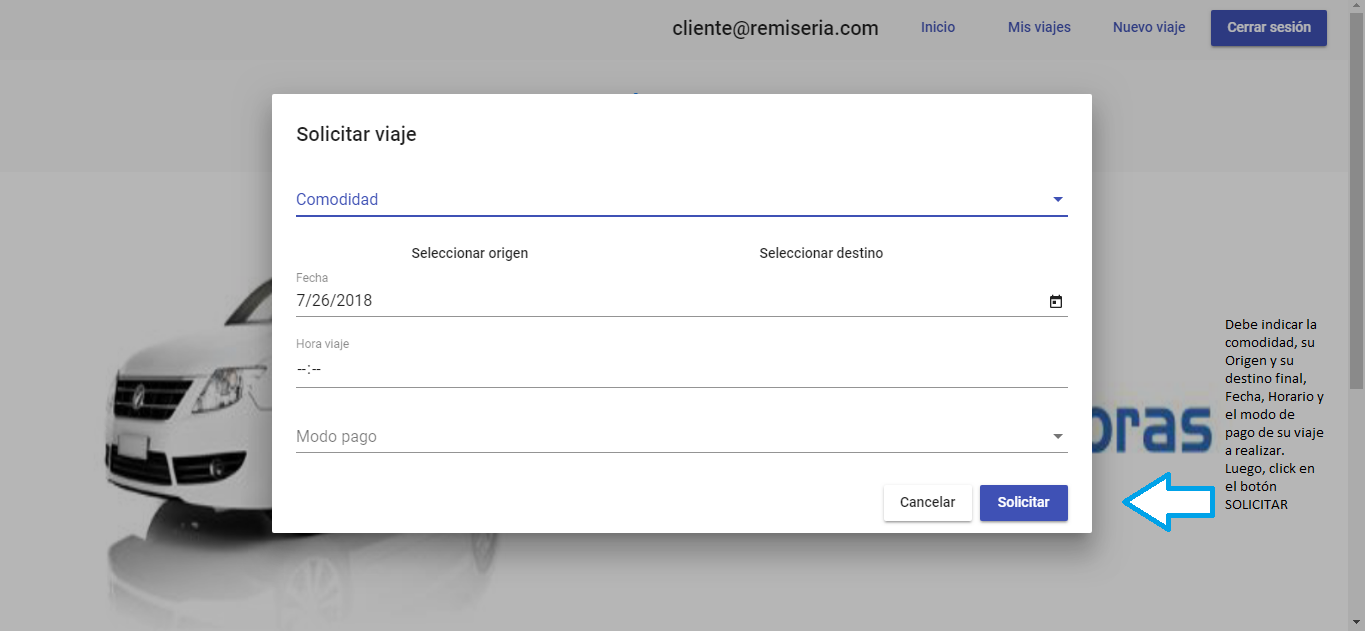 cliente@remiseria.com
Inicio
Mis viajes
Nuevo viaje
Cerrar sesión
Solicitar viaje
Comodidad
Seleccionar origen
Seleccionar destino
Fecha
7/26/2018
Hora viaje
--:--
Modo pago
Cancelar
Solicitar
Debe indicar la
comodidad, su
Origen y su
destino final,
Fecha, Horario y
el modo de
pago de su viaje
a realizar.
Luego, click en
el botón
SOLICITAR